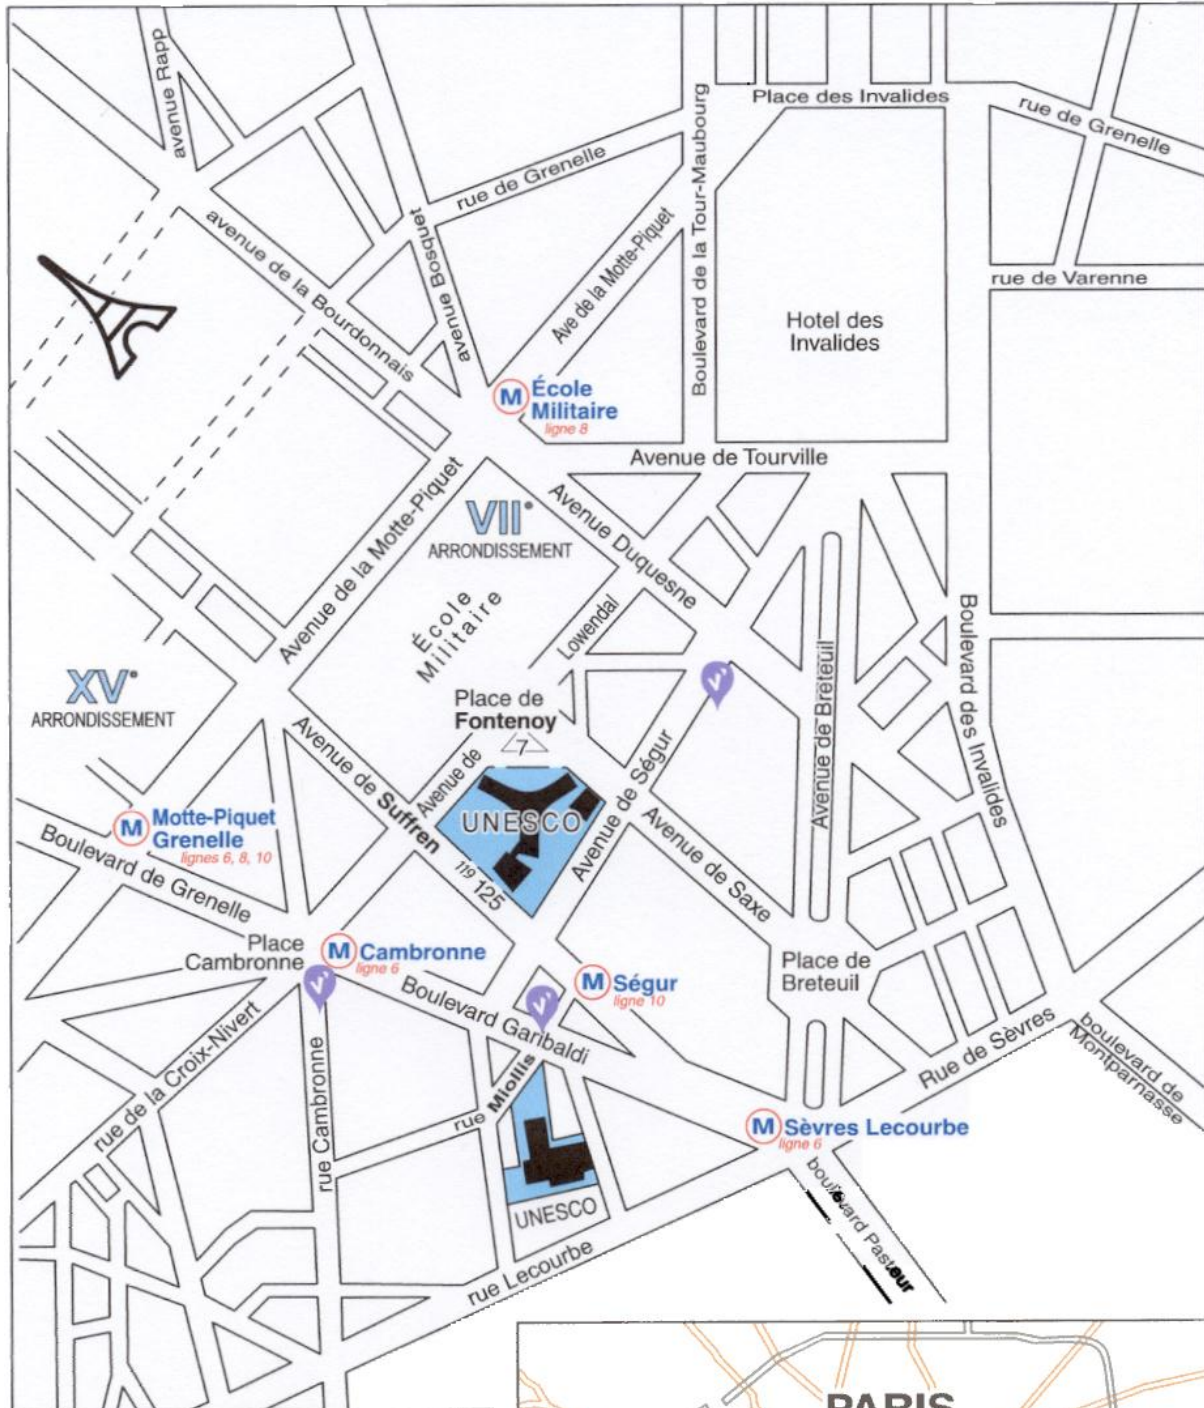 avenue Rapp
Place des Invalides
rue de Grenelle
rue de Grenelle
Boulevard de la Tour-Maubourg
avenue de la Bourdonnais
avenue Bosquet
Ave de la Motte-Piquet
rue de Varenne
Hotel des
Invalides
M École
Militaire
ligne 8
Avenue de Tourville
Avenue de la Motte-Piquet
VII°
ARRONDISSEMENT
Avenue Duquesne
École
Militaire
Lowendal
Boulevard des Invalides
XV°
ARRONDISSEMENT
Place de
Fontenoy
7
Avenue de Breteuil
Avenue de Suffren
Avenue de
UNESCO
Avenue de Ségur
119 125
Avenue de Saxe
M Motte-Piquet
Grenelle
lignes 6, 8, 10
Boulevard de Grenelle
Place
Cambronne
M Cambronne
ligne 6
M Ségur
ligne 10
Place de
Breteuil
V'
V'
V'
Boulevard Garibaldi
rue de la Croix-Nivert
rue Cambronne
rue Miollis
Rue de Sèvres
boulevard de
Montparnasse
M Sèvres Lecourbe
ligne 6
boulevard Pasteur
UNESCO
rue Lecourbe
PARIS